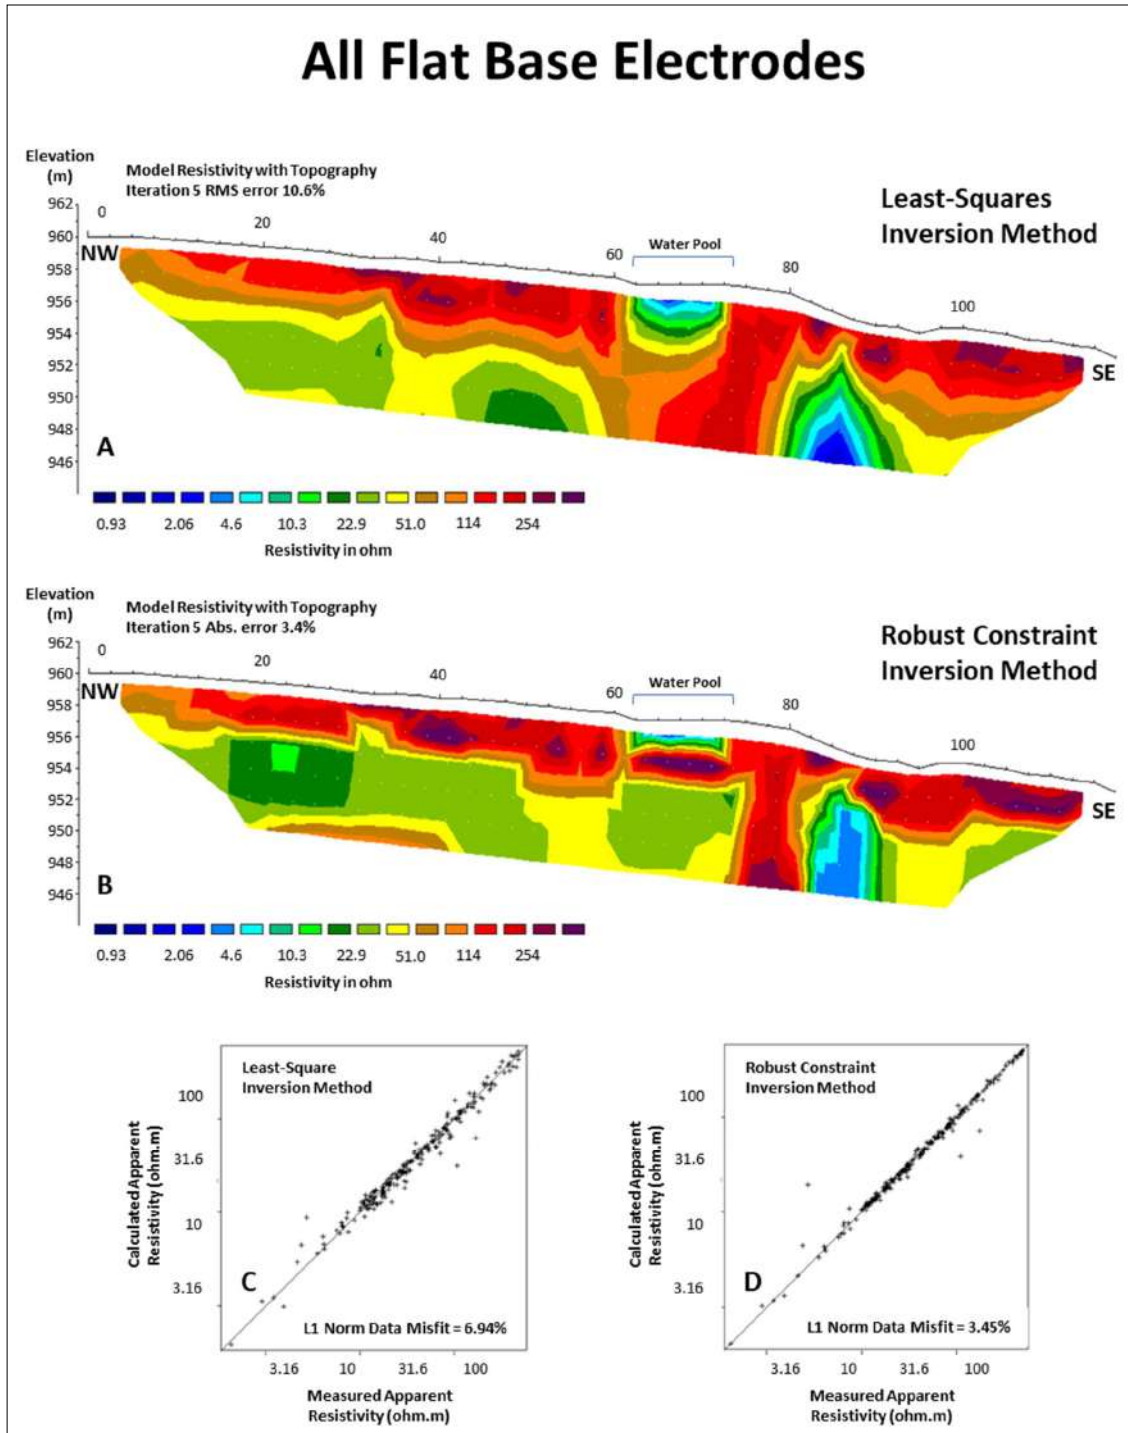 All Flat Base Electrodes
Elevation
(m)
Model Resistivity with Topography
Iteration 5 RMS error 10.6%
Least-Squares
Inversion Method
962
960
958
956
954
952
950
948
946
0
20
40
60
80
100
Water Pool
NW
SE
A
0.93
2.06
4.6
10.3
22.9
51.0
114
254
Resistivity in ohm
Elevation
(m)
Model Resistivity with Topography
Iteration 5 Abs. error 3.4%
Robust Constraint
Inversion Method
962
960
958
956
954
952
950
948
946
0
20
40
60
80
100
Water Pool
NW
SE
B
0.93
2.06
4.6
10.3
22.9
51.0
114
254
Resistivity in ohm
Least-Square
Inversion Method
Calculated Apparent
Resistivity (ohm.m)
100
31.6
10
3.16
C
L1 Norm Data Misfit = 6.94%
3.16
10
31.6
100
Measured Apparent
Resistivity (ohm.m)
Robust Constraint
Inversion Method
Calculated Apparent
Resistivity (ohm.m)
100
31.6
10
3.16
D
L1 Norm Data Misfit = 3.45%
3.16
10
31.6
100
Measured Apparent
Resistivity (ohm.m)